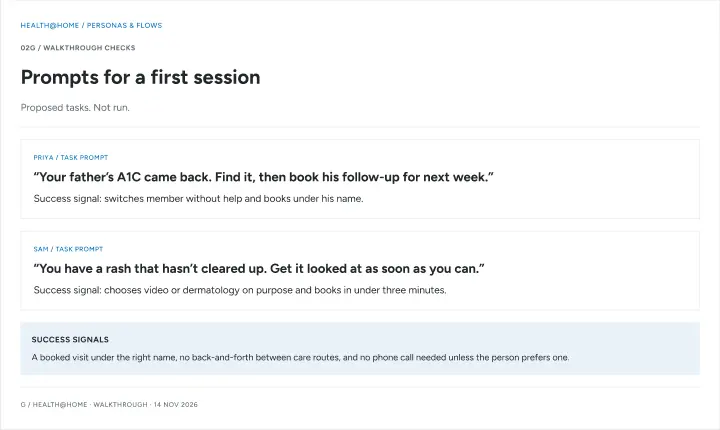 HEALTH@HOME / PERSONAS & FLOWS
02G / WALKTHROUGH CHECKS
Prompts for a first session
Proposed tasks. Not run.
PRIYA / TASK PROMPT
“Your father’s A1C came back. Find it, then book his follow-up for next week.”
Success signal: switches member without help and books under his name.
SAM / TASK PROMPT
“You have a rash that hasn’t cleared up. Get it looked at as soon as you can.”
Success signal: chooses video or dermatology on purpose and books in under three minutes.
SUCCESS SIGNALS
A booked visit under the right name, no back-and-forth between care routes, and no phone call needed unless the person prefers one.
G / HEALTH@HOME · WALKTHROUGH · 14 NOV 2026